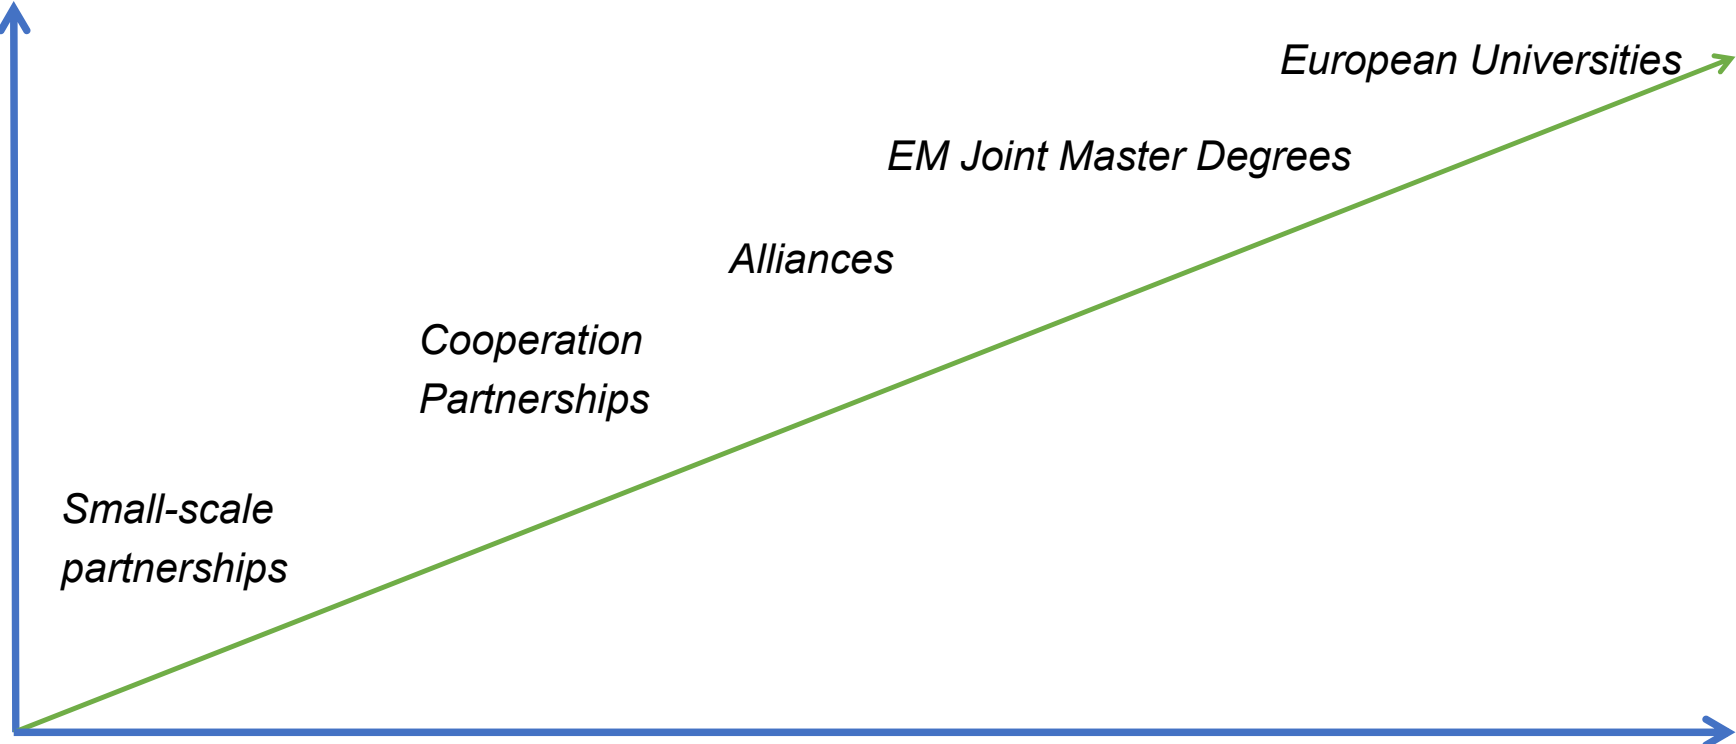 European Universities
EM Joint Master Degrees
Alliances
Cooperation
Partnerships
Small-scale
partnerships